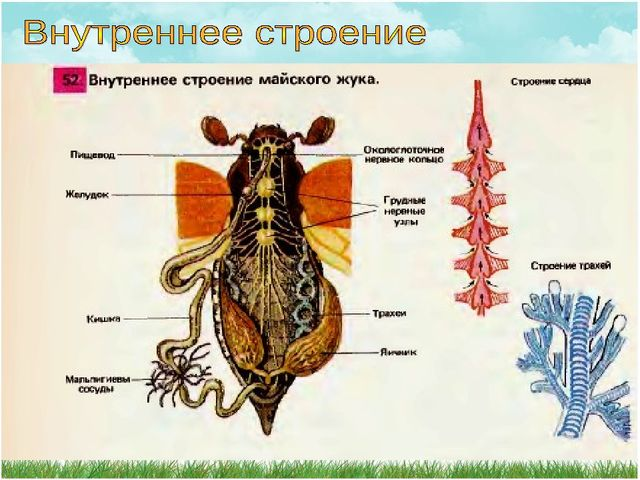 Внутреннее строение
52. Внутреннее строение майского жука.
Строение сердца
Пищевод
Окологлоточное
нервное кольцо
Желудок
Грудные
нервные
узлы
Строение трахей
Кишка
Трахеи
Яичник
Мальпигиевы
сосуды